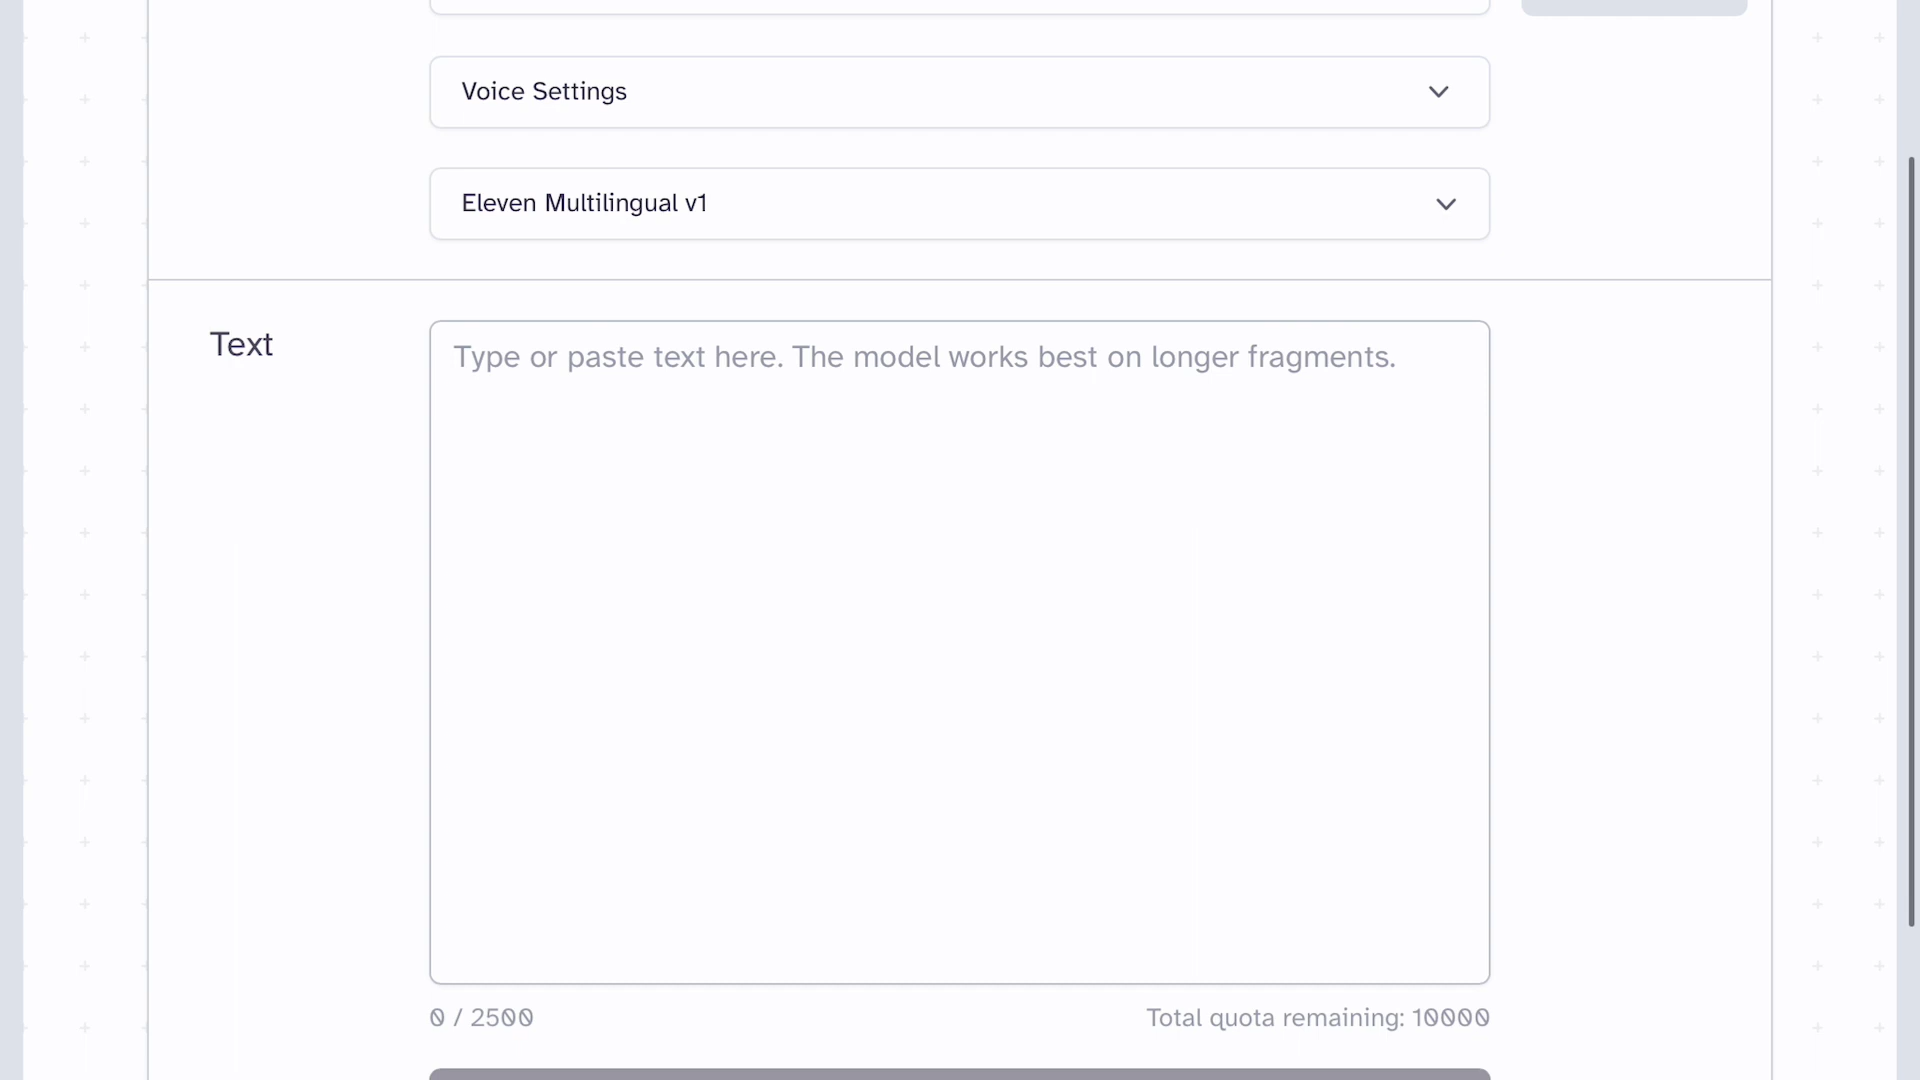 Voice Settings
Eleven Multilingual v1
Text
Type or paste text here. The model works best on longer fragments.
0 / 2500
Total quota remaining: 10000